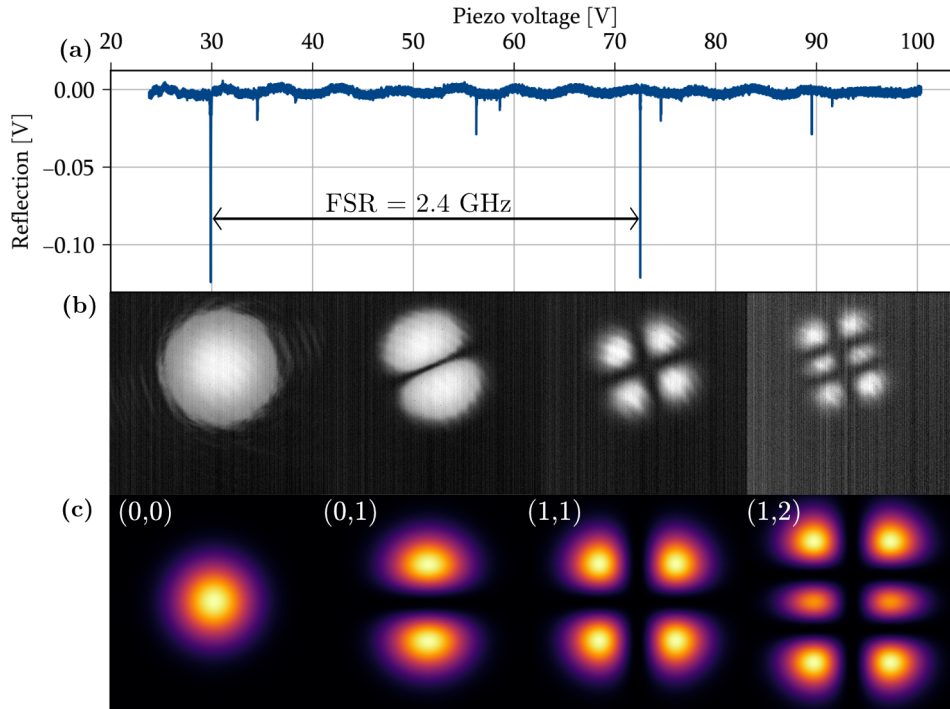 Piezo voltage [V]
20 30 40 50 60 70 80 90 100
(a)
0.00
−0.05
−0.10
Reflection [V]
FSR = 2.4 GHz
(b)
(c)
(0,0) (0,1) (1,1) (1,2)